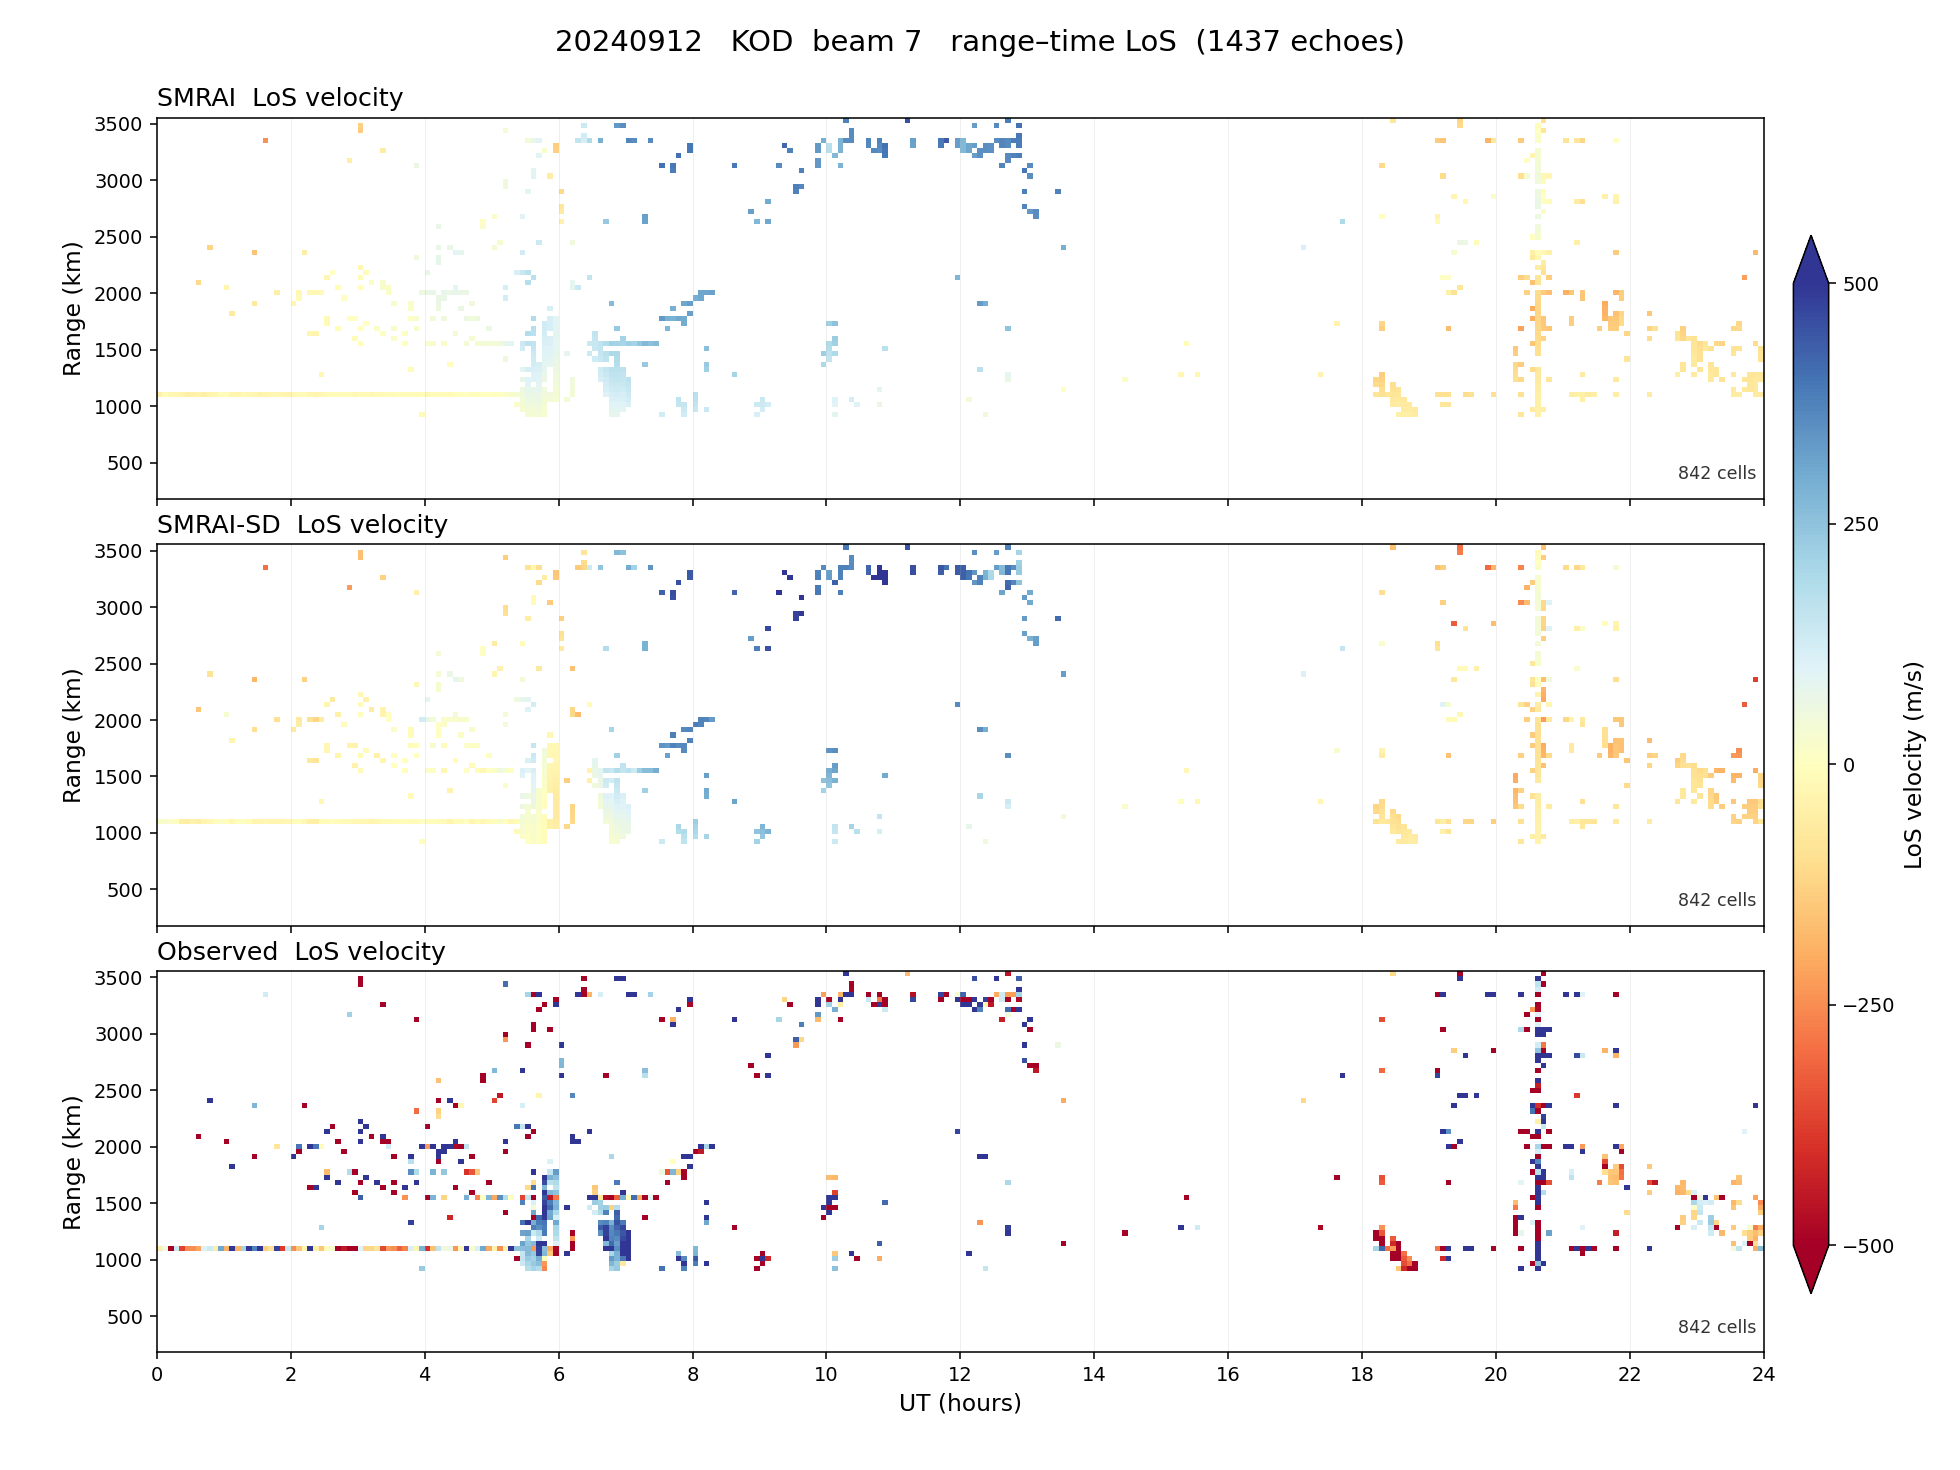 20240912   KOD  beam 7   range–time LoS  (1437 echoes)
SMRAI  LoS velocity
3500
3000
2500
2000
1500
1000
500
Range (km)
842 cells
SMRAI-SD  LoS velocity
3500
3000
2500
2000
1500
1000
500
Range (km)
842 cells
Observed  LoS velocity
3500
3000
2500
2000
1500
1000
500
Range (km)
842 cells
0 2 4 6 8 10 12 14 16 18 20 22 24
UT (hours)
500
250
0
−250
−500
LoS velocity (m/s)